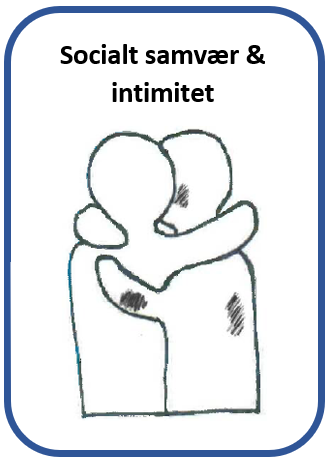 Socialt samvær &
intimitet